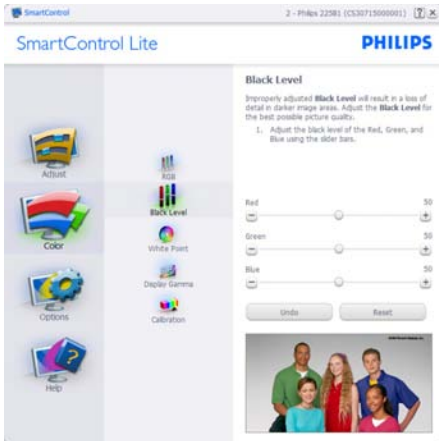 SmartControl
2 - Philips 225B1 (CS30715000001)
SmartControl Lite
PHILIPS
Adjust
Color
Options
Help
RGB
Black Level
White Point
Display Gamma
Calibration
Black Level
Improperly adjusted Black Level will result in a loss of
detail in darker image areas. Adjust the Black Level for
the best possible picture quality.
1. Adjust the black level of the Red, Green, and
Blue using the slider bars.
Red 50
Green 50
Blue 50
Undo Reset